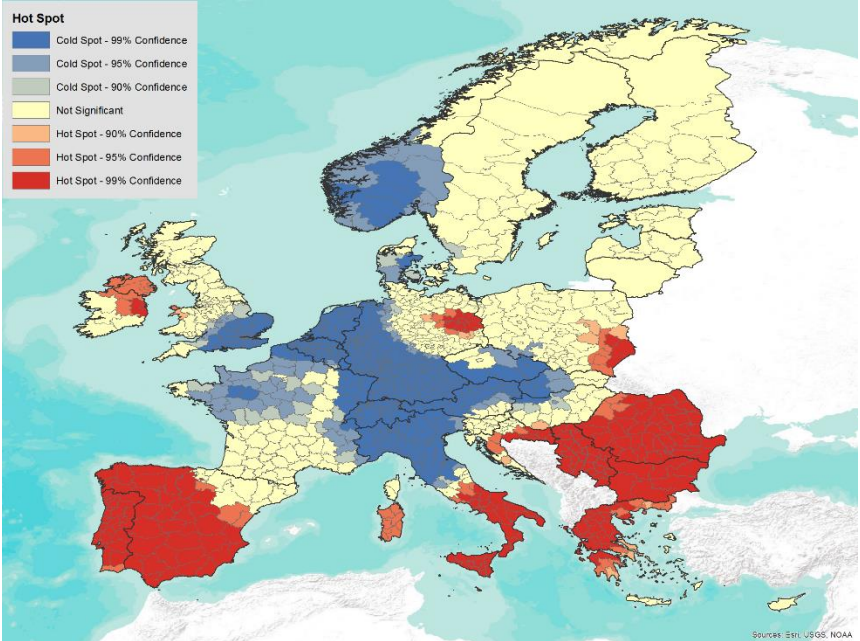 Hot Spot
Cold Spot - 99% Confidence
Cold Spot - 95% Confidence
Cold Spot - 90% Confidence
Not Significant
Hot Spot - 90% Confidence
Hot Spot - 95% Confidence
Hot Spot - 99% Confidence
Sources: Esri, USGS, NOAA